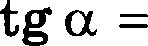 tg α =